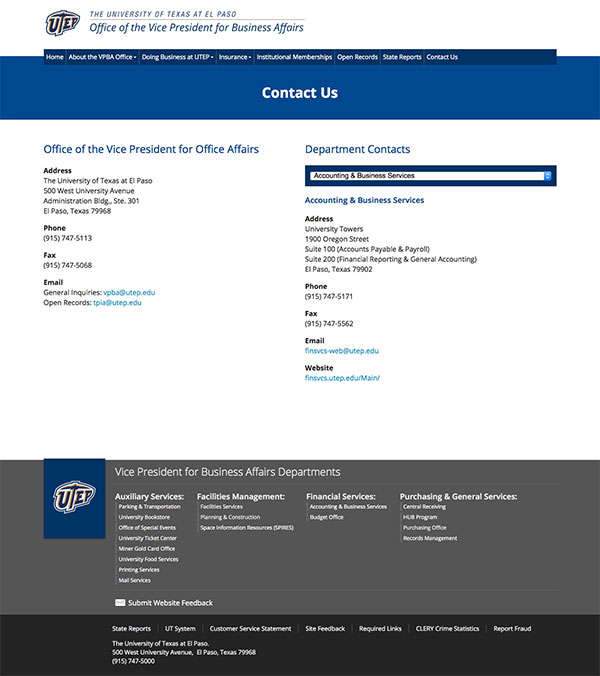 UTEP
THE UNIVERSITY OF TEXAS AT EL PASO
Office of the Vice President for Business Affairs
Home About the VPBA Office Doing Business at UTEP Insurance Institutional Memberships Open Records State Reports Contact Us
Contact Us
Office of the Vice President for Office Affairs
Address
The University of Texas at El Paso
500 West University Avenue
Administration Bldg., Ste. 301
El Paso, Texas 79968
Phone
(915) 747-5113
Fax
(915) 747-5068
Email
General Inquiries: vpba@utep.edu
Open Records: tpia@utep.edu
Department Contacts
Accounting & Business Services
Accounting & Business Services
Address
University Towers
1900 Oregon Street
Suite 100 (Accounts Payable & Payroll)
Suite 200 (Financial Reporting & General Accounting)
El Paso, Texas 79902
Phone
(915) 747-5171
Fax
(915) 747-5562
Email
finsvcs-web@utep.edu
Website
finsvcs.utep.edu/Main/
UTEP
Vice President for Business Affairs Departments
Auxiliary Services:
Parking & Transportation
University Bookstore
Office of Special Events
University Ticket Center
Miner Gold Card Office
University Food Services
Printing Services
Mail Services
Facilities Management:
Facilities Services
Planning & Construction
Space Information Resources (SPIRES)
Financial Services:
Accounting & Business Services
Budget Office
Purchasing & General Services:
Central Receiving
HUB Program
Purchasing Office
Records Management
Submit Website Feedback
State Reports UT System Customer Service Statement Site Feedback Required Links CLERY Crime Statistics Report Fraud
The University of Texas at El Paso.
500 West University Avenue, El Paso, Texas 79968
(915) 747-5000